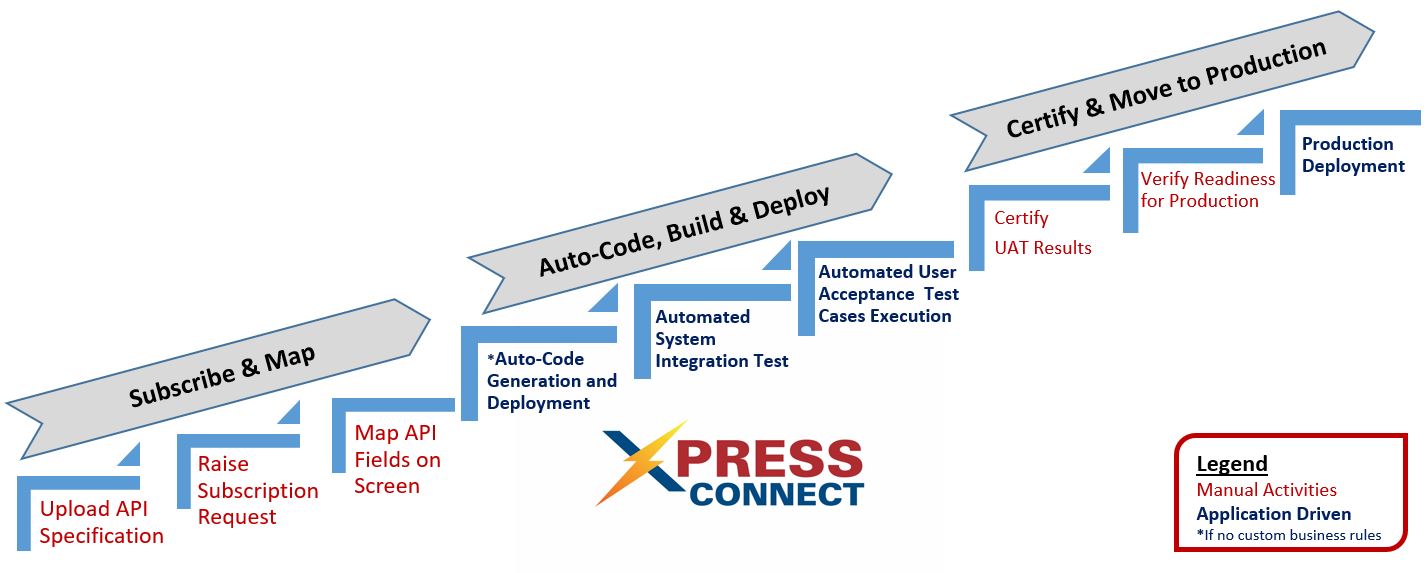 Subscribe & Map
Upload API
Specification
Raise
Subscription
Request
Map API
Fields on
Screen
Auto-Code, Build & Deploy
*Auto-Code
Generation and
Deployment
Automated
System
Integration Test
Automated User
Acceptance Test
Cases Execution
Certify & Move to Production
Certify
UAT Results
Verify Readiness
for Production
Production
Deployment
XPRESS
CONNECT
Legend
Manual Activities
Application Driven
*If no custom business rules